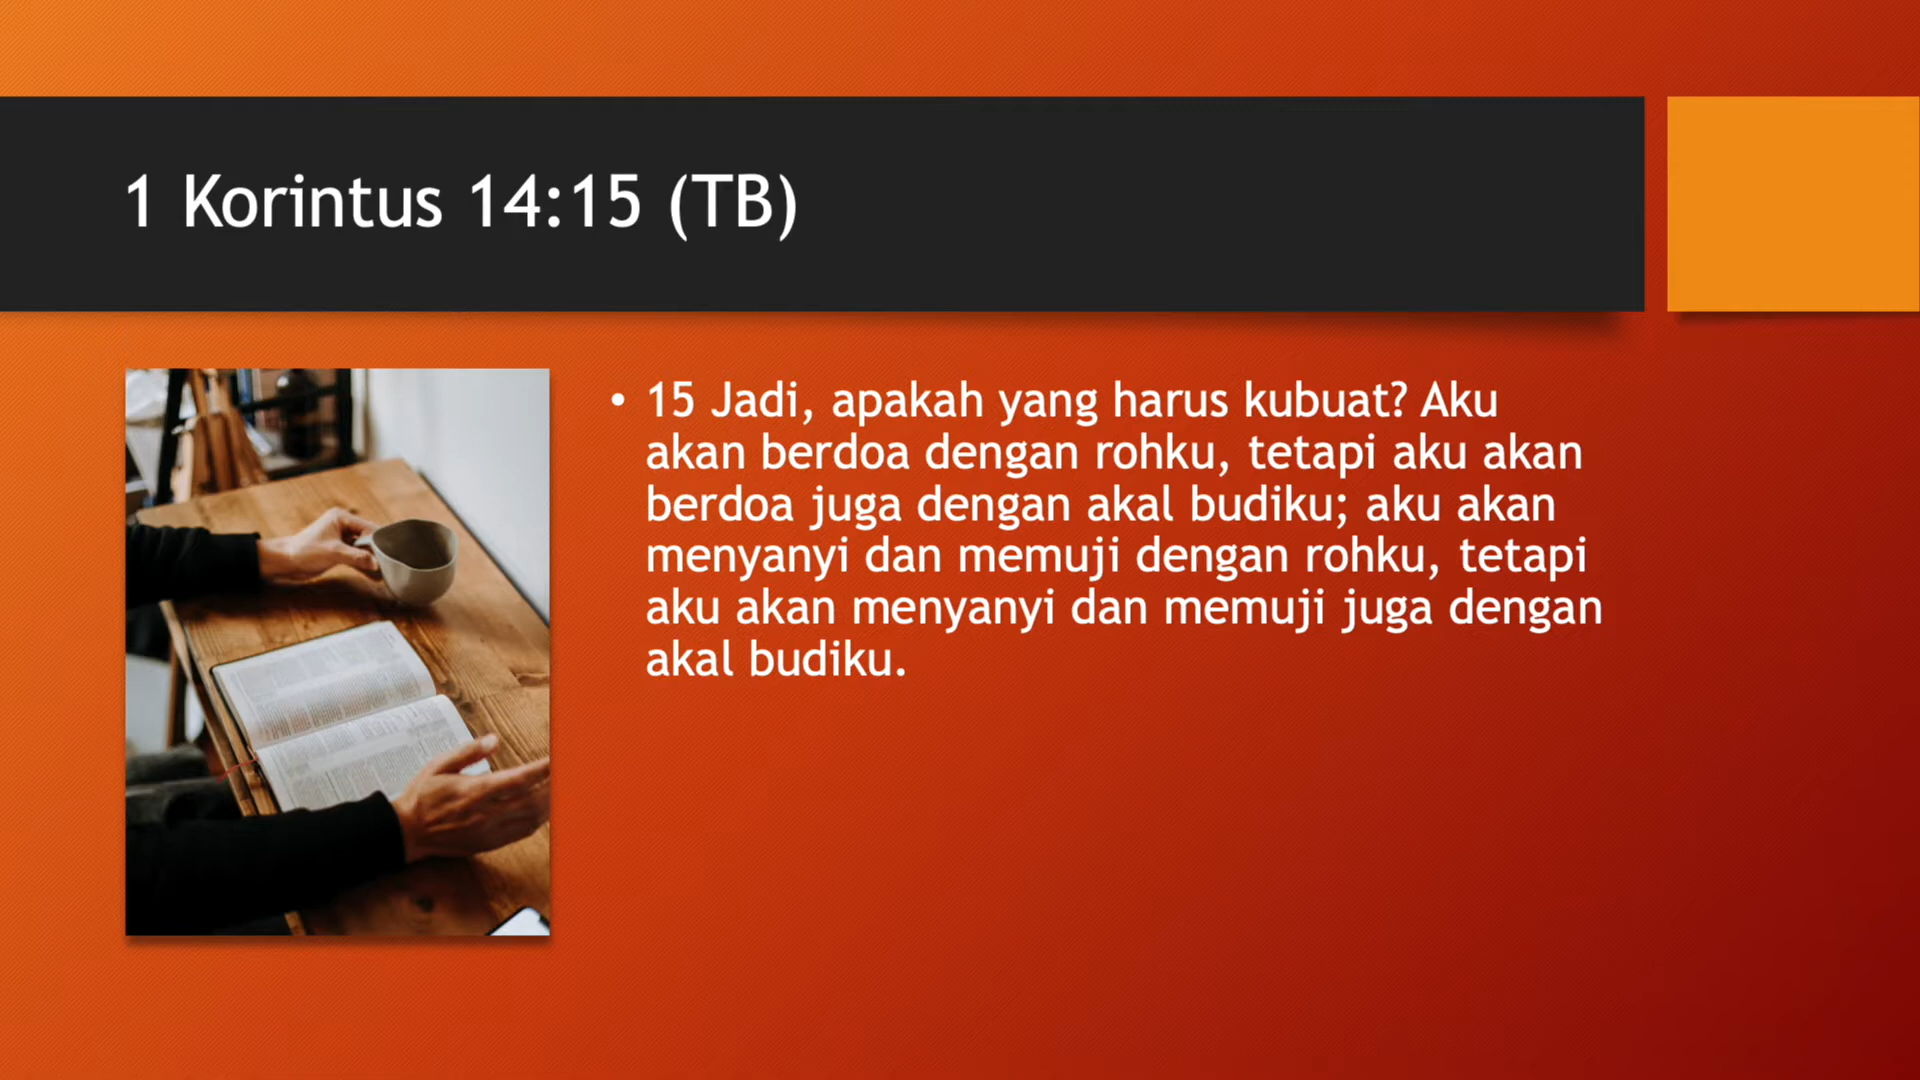 1 Korintus 14:15 (TB)
• 15 Jadi, apakah yang harus kubuat? Aku
akan berdoa dengan rohku, tetapi aku akan
berdoa juga dengan akal budiku; aku akan
menyanyi dan memuji dengan rohku, tetapi
aku akan menyanyi dan memuji juga dengan
akal budiku.